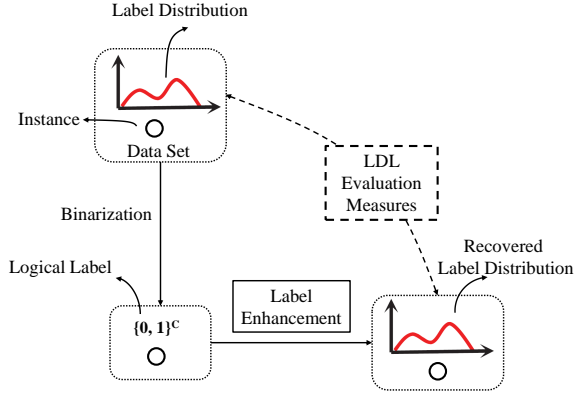 Label Distribution
Instance
Data Set
LDL
Evaluation
Measures
Binarization
Logical Label
Recovered
Label Distribution
Label
Enhancement
{0, 1}ᶜ